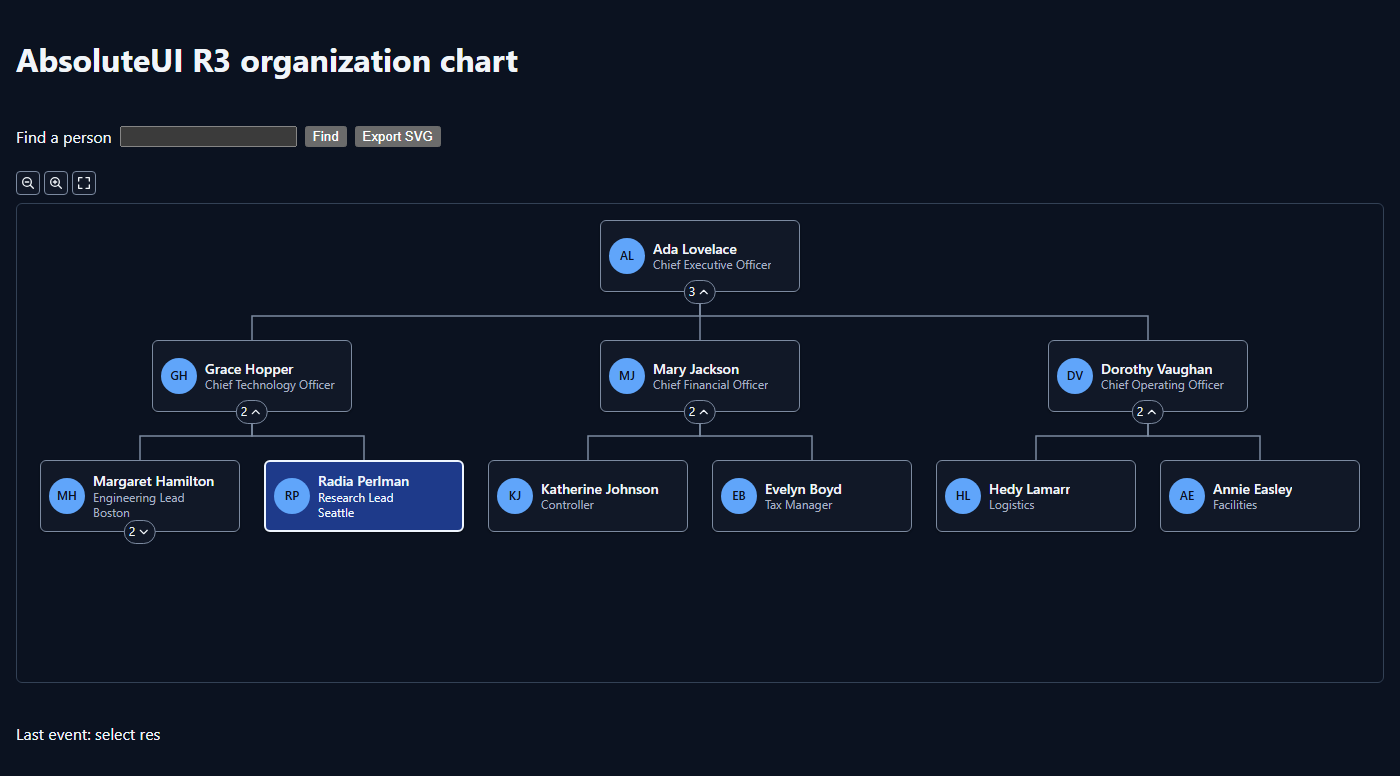 AbsoluteUI R3 organization chart
Find a person
Find
Export SVG
AL
Ada Lovelace
Chief Executive Officer
3
GH
Grace Hopper
Chief Technology Officer
2
MJ
Mary Jackson
Chief Financial Officer
2
DV
Dorothy Vaughan
Chief Operating Officer
2
MH
Margaret Hamilton
Engineering Lead
Boston
2
RP
Radia Perlman
Research Lead
Seattle
KJ
Katherine Johnson
Controller
EB
Evelyn Boyd
Tax Manager
HL
Hedy Lamarr
Logistics
AE
Annie Easley
Facilities
Last event: select res